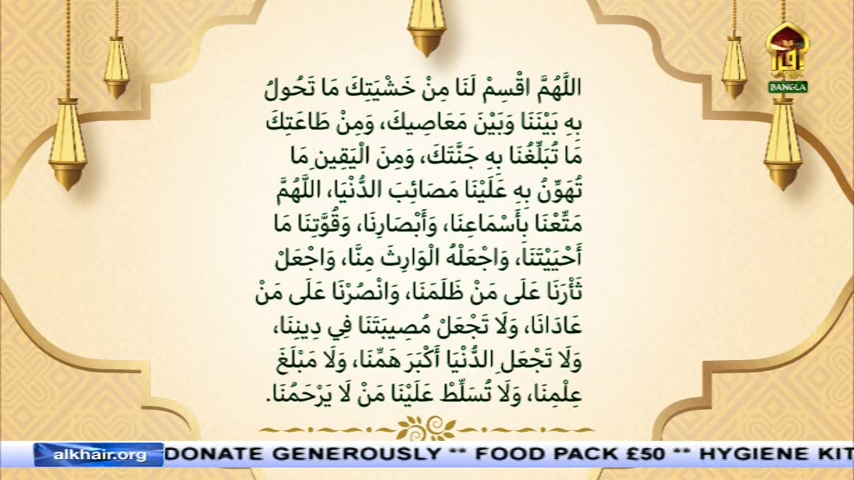 اللَّهُمَّ اقْسِمْ لَنَا مِنْ خَشْيَتِكَ مَا تَحُولُ
بِهِ بَيْنَنَا وَبَيْنَ مَعَاصِيكَ، وَمِنْ طَاعَتِكَ
مَا تُبَلِّغُنَا بِهِ جَنَّتَكَ، وَمِنَ الْيَقِينِ مَا
تُهَوِّنُ بِهِ عَلَيْنَا مَصَائِبَ الدُّنْيَا، اللَّهُمَّ
مَتِّعْنَا بِأَسْمَاعِنَا، وَأَبْصَارِنَا، وَقُوَّتِنَا مَا
أَحْيَيْتَنَا، وَاجْعَلْهُ الْوَارِثَ مِنَّا، وَاجْعَلْ
ثَأْرَنَا عَلَى مَنْ ظَلَمَنَا، وَانْصُرْنَا عَلَى مَنْ
عَادَانَا، وَلَا تَجْعَلْ مُصِيبَتَنَا فِي دِينِنَا،
وَلَا تَجْعَلِ الدُّنْيَا أَكْبَرَ هَمِّنَا، وَلَا مَبْلَغَ
عِلْمِنَا، وَلَا تُسَلِّطْ عَلَيْنَا مَنْ لَا يَرْحَمُنَا.
اقرأ
BANGLA
alkhair.org DONATE GENEROUSLY ** FOOD PACK £50 ** HYGIENE KIT